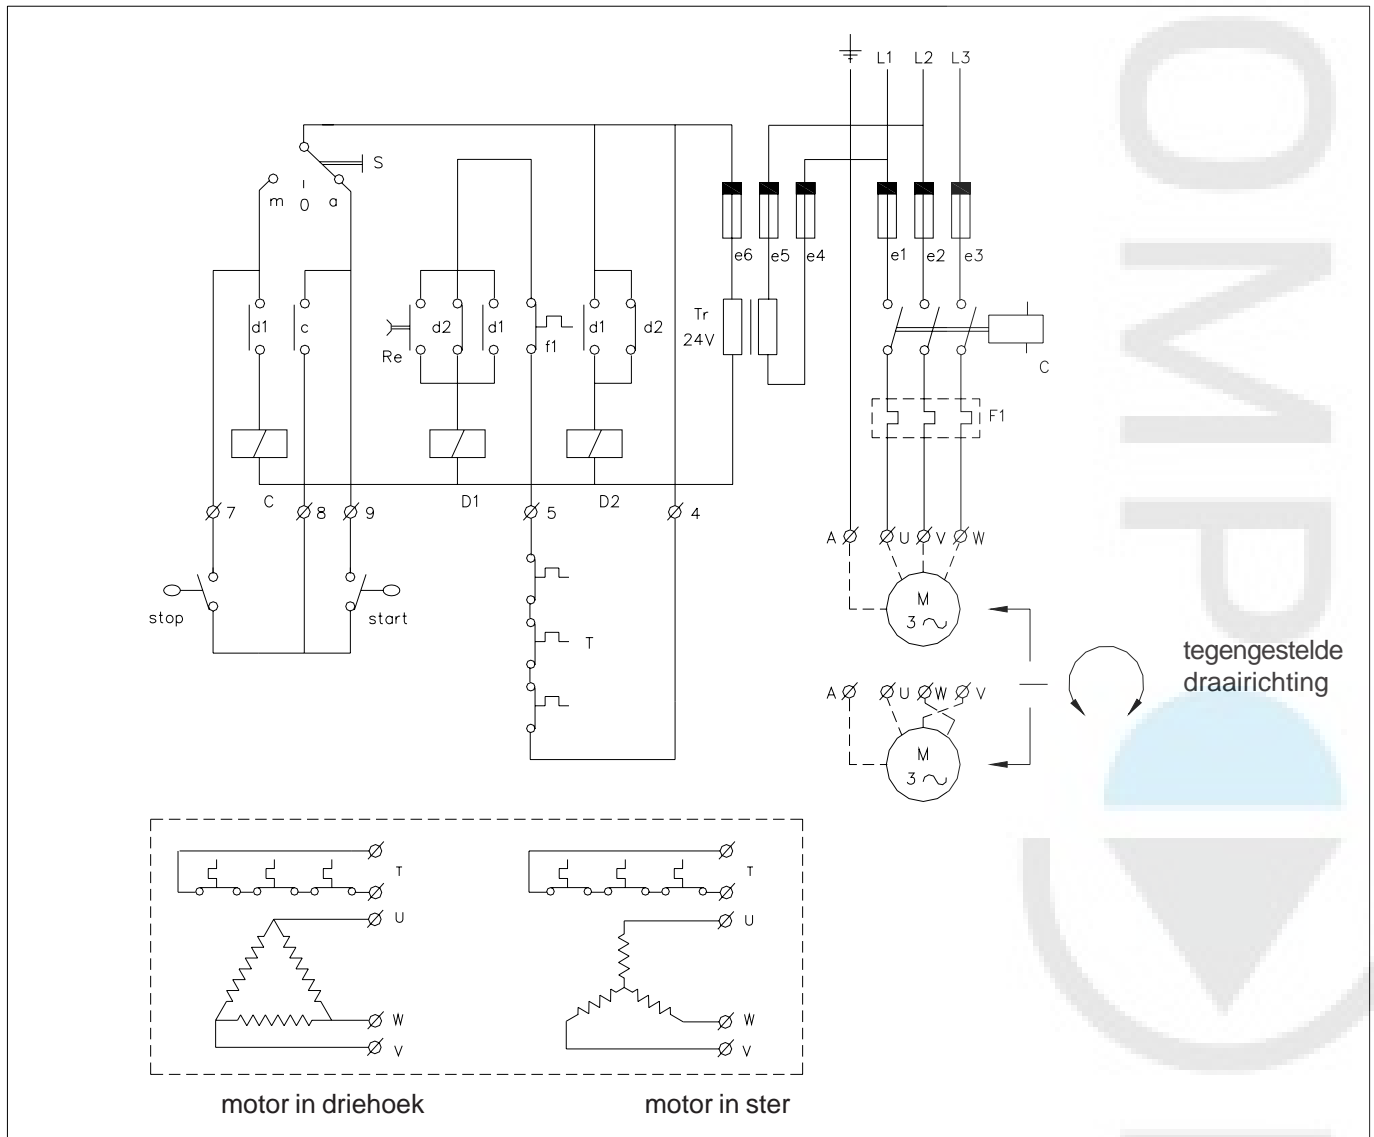 L1 L2 L3
S
m 0 a
e6 e5 e4 e1 e2 e3
d1 c d2 d1 f1 d1 d2
Re
Tr
24V
C
F1
C D1 D2
7 8 9 5 4
A U V W
stop start
T
M
3
tegengestelde
draairichting
A U W V
M
3
T T
U U
W W
V V
motor in driehoek motor in ster
OMP